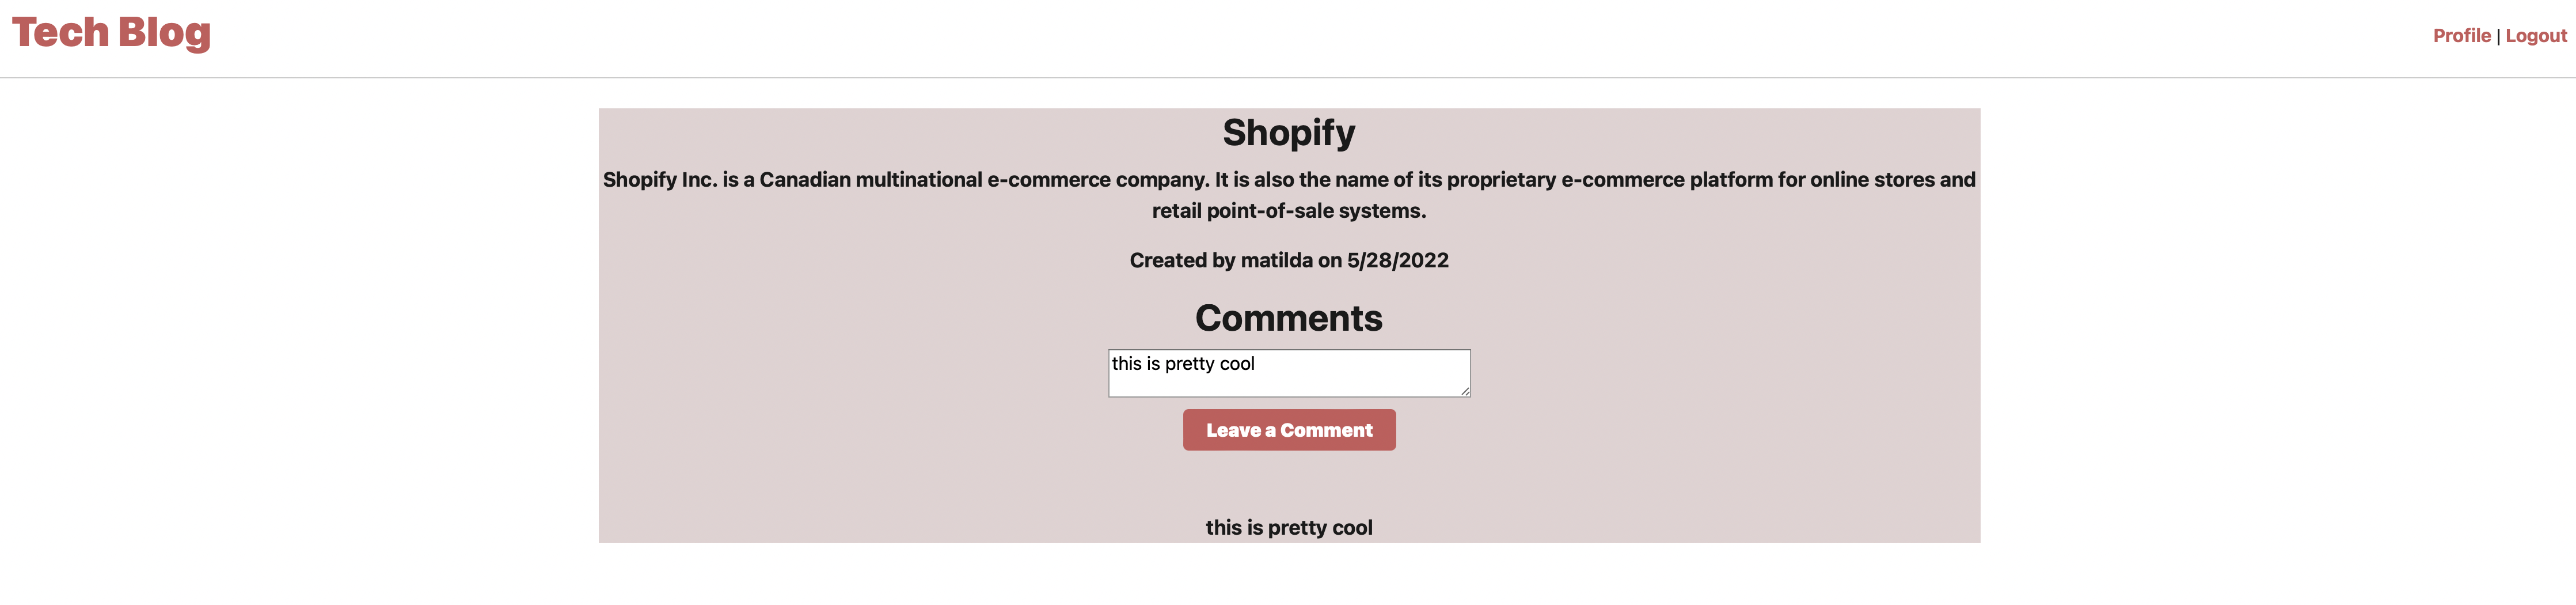 Tech Blog
Profile | Logout
Shopify
Shopify Inc. is a Canadian multinational e-commerce company. It is also the name of its proprietary e-commerce platform for online stores and
retail point-of-sale systems.
Created by matilda on 5/28/2022
Comments
this is pretty cool
Leave a Comment
this is pretty cool